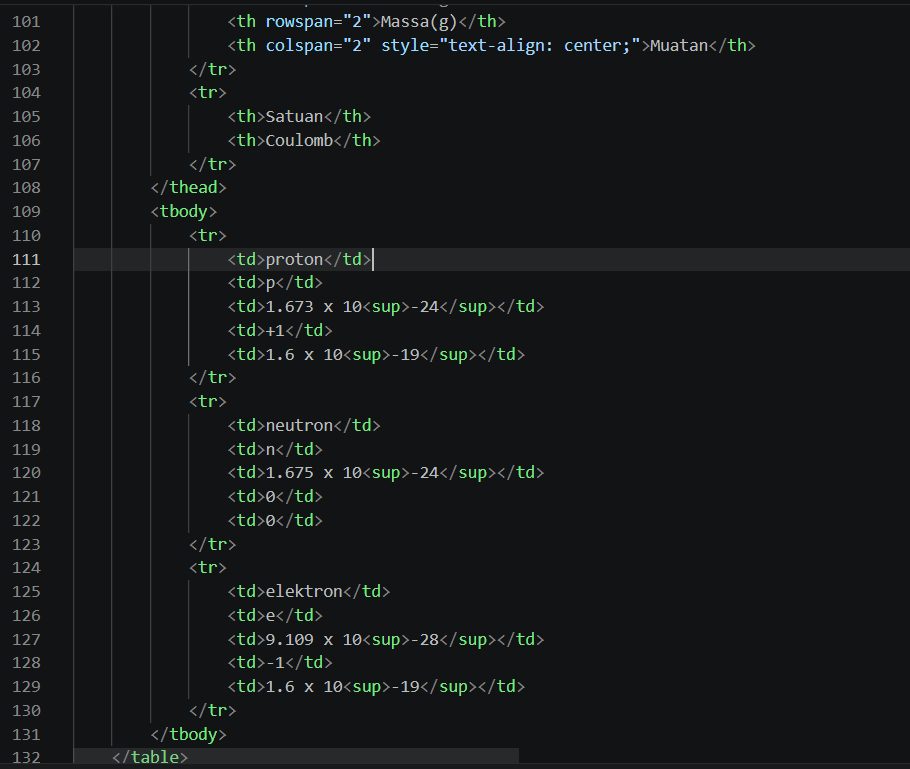 101 <th rowspan="2">Massa(g)</th>
102 <th colspan="2" style="text-align: center;">Muatan</th>
103 </tr>
104 <tr>
105 <th>Satuan</th>
106 <th>Coulomb</th>
107 </tr>
108 </thead>
109 <tbody>
110 <tr>
111 <td>proton</td>
112 <td>p</td>
113 <td>1.673 x 10<sup>-24</sup></td>
114 <td>+1</td>
115 <td>1.6 x 10<sup>-19</sup></td>
116 </tr>
117 <tr>
118 <td>neutron</td>
119 <td>n</td>
120 <td>1.675 x 10<sup>-24</sup></td>
121 <td>0</td>
122 <td>0</td>
123 </tr>
124 <tr>
125 <td>elektron</td>
126 <td>e</td>
127 <td>9.109 x 10<sup>-28</sup></td>
128 <td>-1</td>
129 <td>1.6 x 10<sup>-19</sup></td>
130 </tr>
131 </tbody>
132 </table>